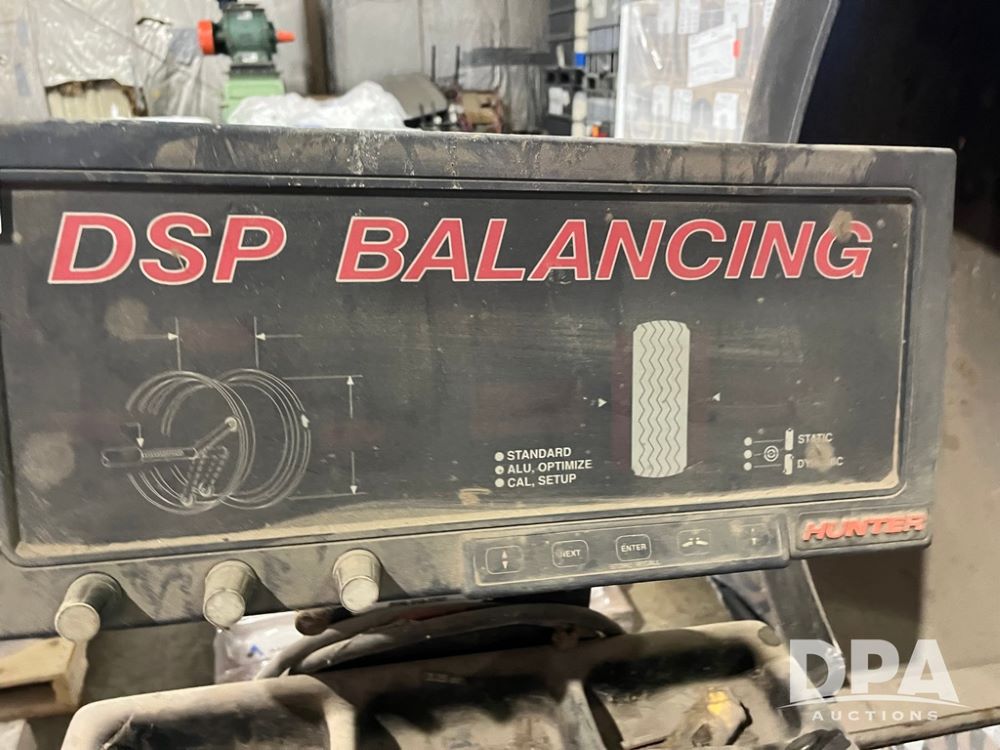 DSP BALANCING
STANDARD
ALU, OPTIMIZE
CAL, SETUP
STATIC
HUNTER
NEXT
ENTER
DPA
AUCTIONS